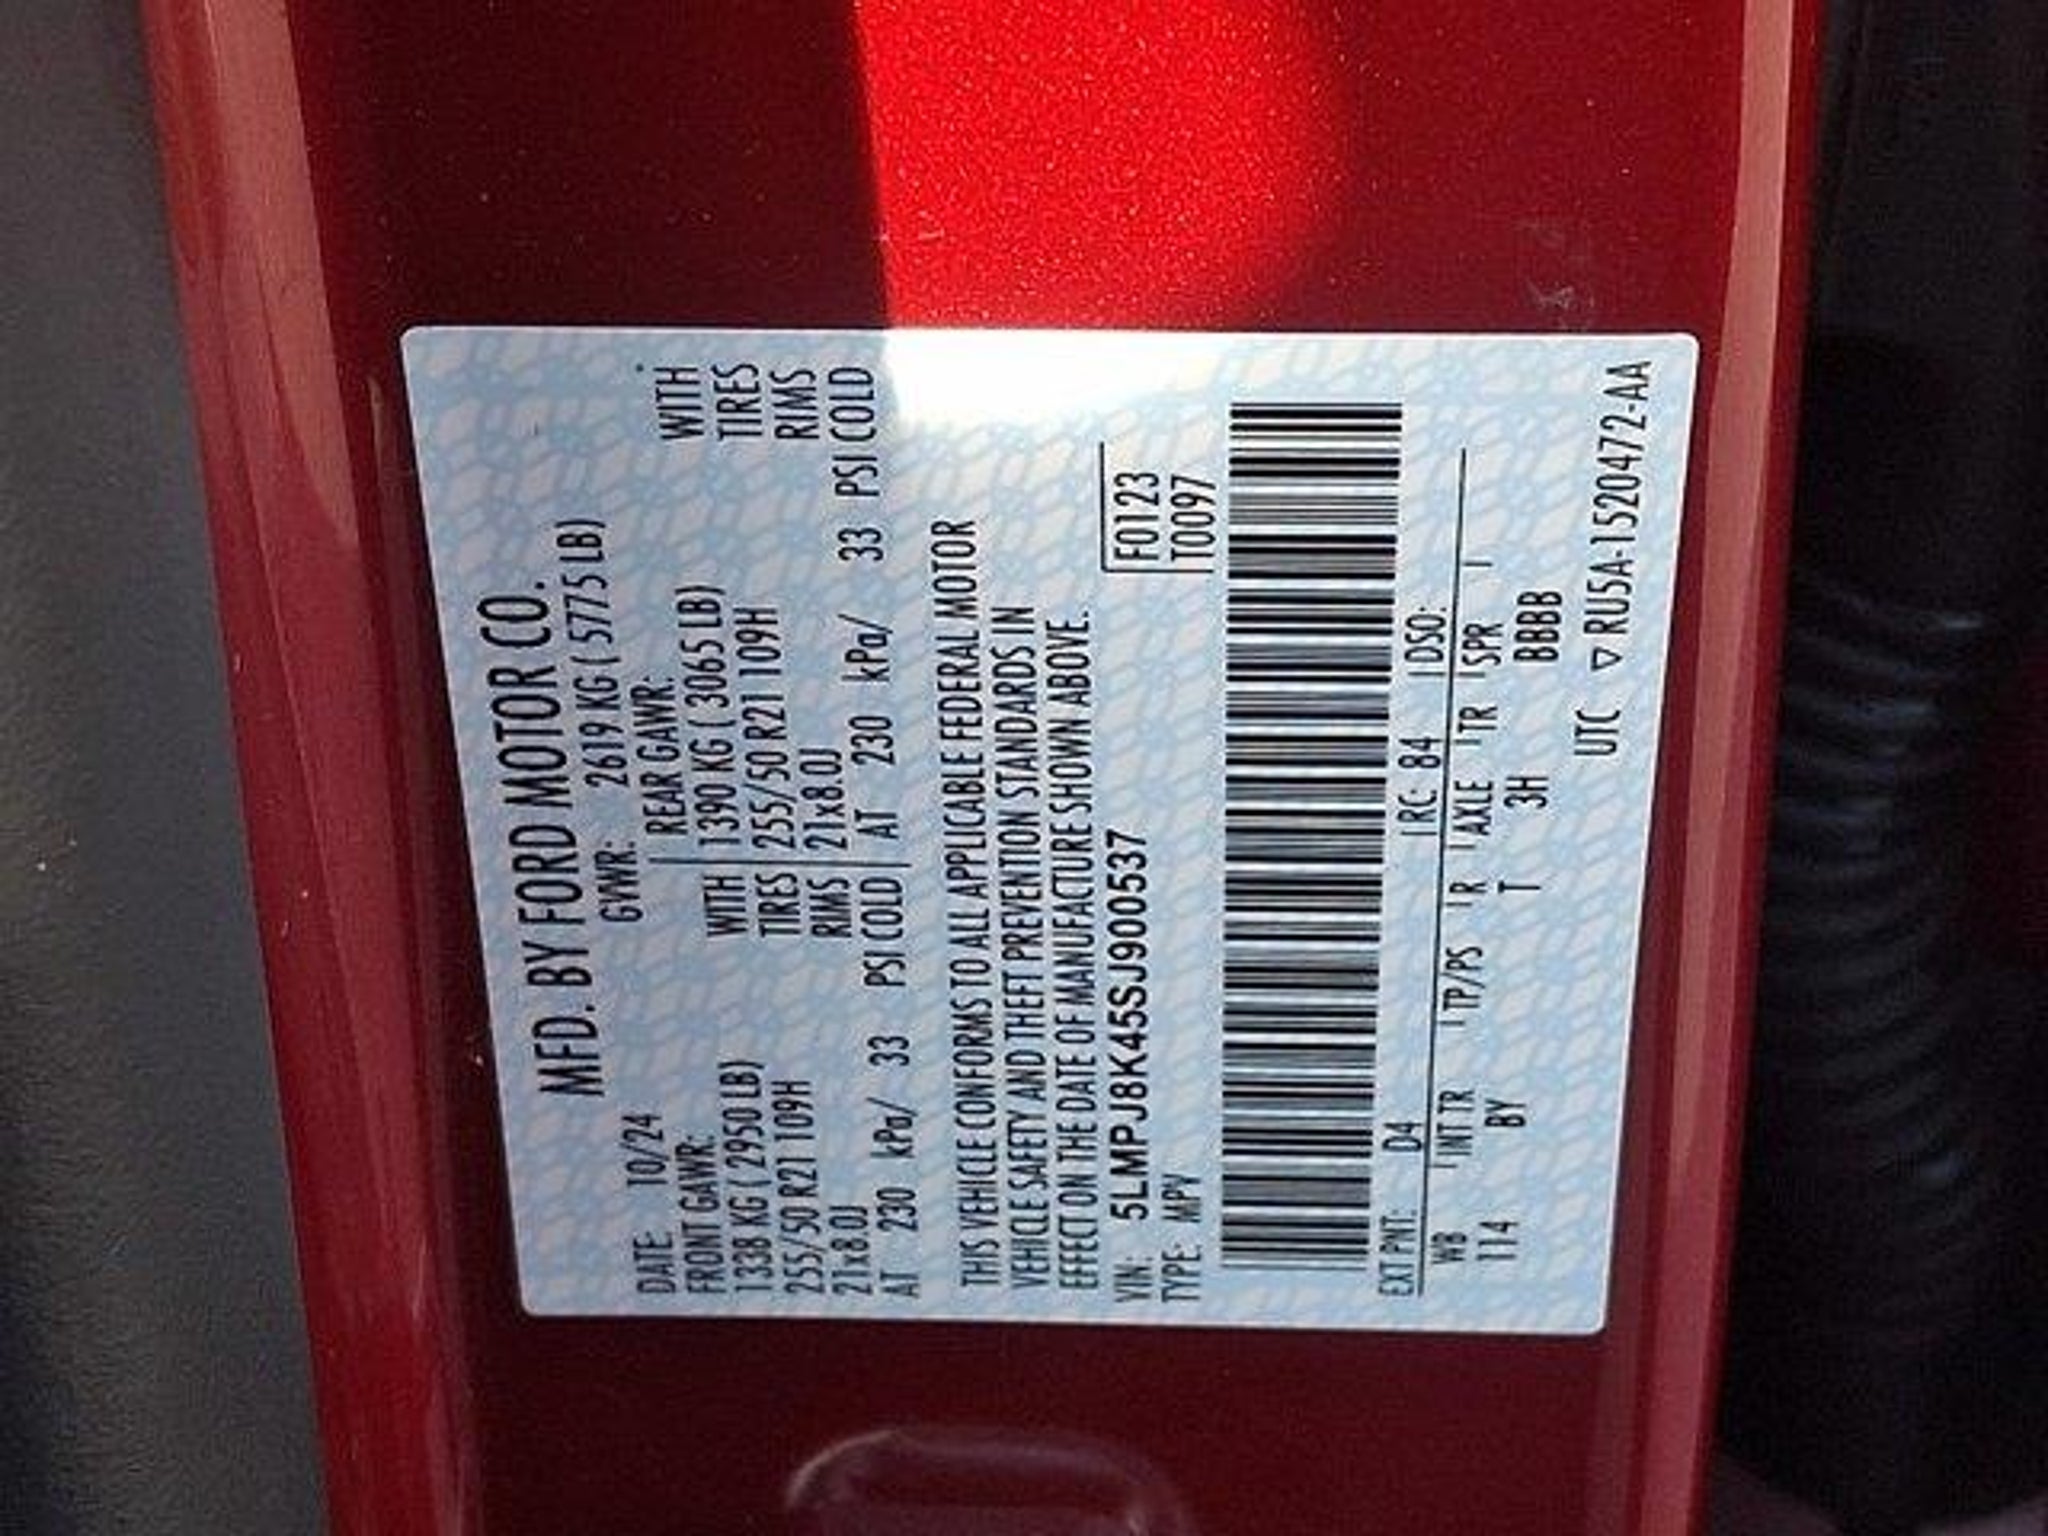 MFD. BY FORD MOTOR CO.
DATE: 10/24 GVWR: 2619 KG ( 5775 LB)
FRONT GAWR: REAR GAWR:
1338 KG ( 2950 LB) WITH 1390 KG ( 3065 LB) WITH
255/50 R21 109H TIRES 255/50 R21 109H TIRES
21x8.0J RIMS 21x8.0J RIMS
AT 230 kPa/ 33 PSI COLD AT 230 kPa/ 33 PSI COLD
THIS VEHICLE CONFORMS TO ALL APPLICABLE FEDERAL MOTOR
VEHICLE SAFETY AND THEFT PREVENTION STANDARDS IN
EFFECT ON THE DATE OF MANUFACTURE SHOWN ABOVE.
VIN: 5LMPJ8K45SJ900537 F0123
TYPE: MPV T0097
EXT PNT: D4 RC: 84 DSO:
WB INT TR TP/PS R AXLE TR SPR
114 BY T 3H BBBB
UTC ▽ RU5A-1520472-AA